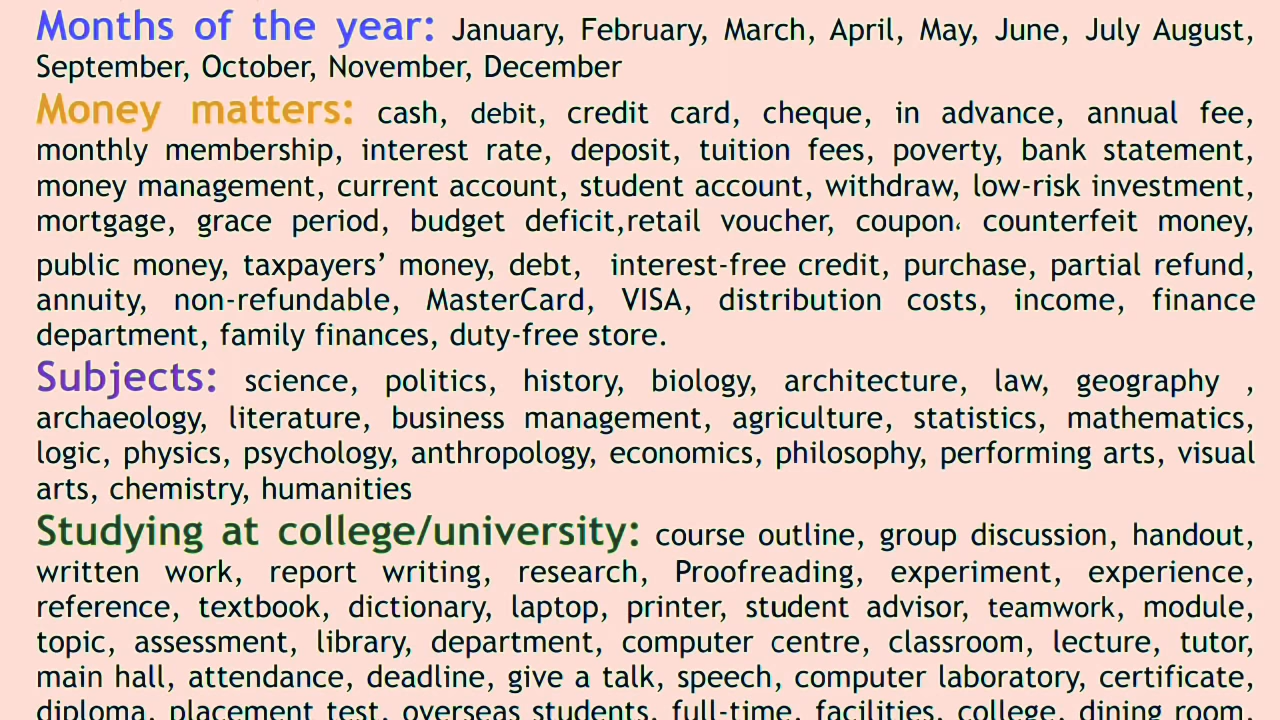 Months of the year: January, February, March, April, May, June, July August,
September, October, November, December
Money matters: cash, debit, credit card, cheque, in advance, annual fee,
monthly membership, interest rate, deposit, tuition fees, poverty, bank statement,
money management, current account, student account, withdraw, low-risk investment,
mortgage, grace period, budget deficit,retail voucher, coupon، counterfeit money,
public money, taxpayers’ money, debt, interest-free credit, purchase, partial refund,
annuity, non-refundable, MasterCard, VISA, distribution costs, income, finance
department, family finances, duty-free store.
Subjects: science, politics, history, biology, architecture, law, geography ,
archaeology, literature, business management, agriculture, statistics, mathematics,
logic, physics, psychology, anthropology, economics, philosophy, performing arts, visual
arts, chemistry, humanities
Studying at college/university: course outline, group discussion, handout,
written work, report writing, research, Proofreading, experiment, experience,
reference, textbook, dictionary, laptop, printer, student advisor, teamwork, module,
topic, assessment, library, department, computer centre, classroom, lecture, tutor,
main hall, attendance, deadline, give a talk, speech, computer laboratory, certificate,
diploma, placement test, overseas students, full-time, facilities, college, dining room,